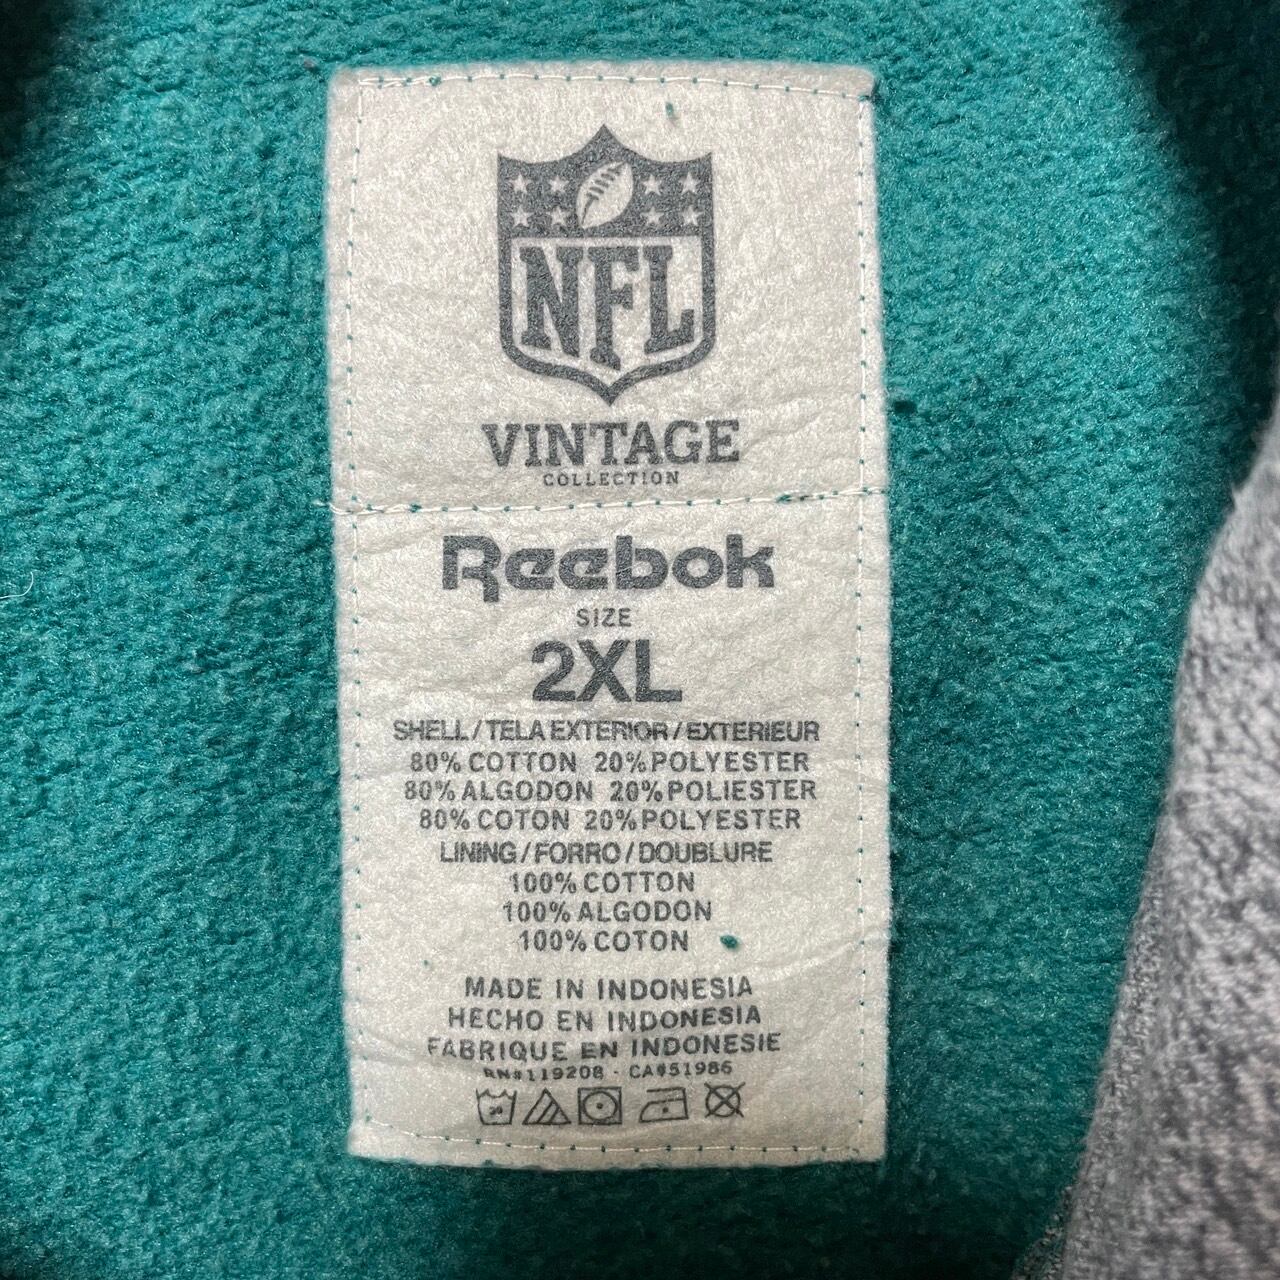 NFL
VINTAGE
COLLECTION
Reebok
SIZE
2XL
SHELL/TELA EXTERIOR/EXTERIEUR
80% COTTON 20% POLYESTER
80% ALGODON 20% POLIESTER
80% COTON 20% POLYESTER
LINING/FORRO/DOUBLURE
100% COTTON
100% ALGODON
100% COTON
MADE IN INDONESIA
HECHO EN INDONESIA
FABRIQUE EN INDONESIE
RN#119208 - CA#51986